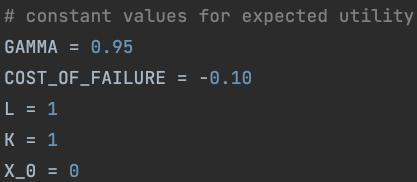 # constant values for expected utility
GAMMA = 0.95
COST_OF_FAILURE = -0.10
L = 1
K = 1
X_0 = 0